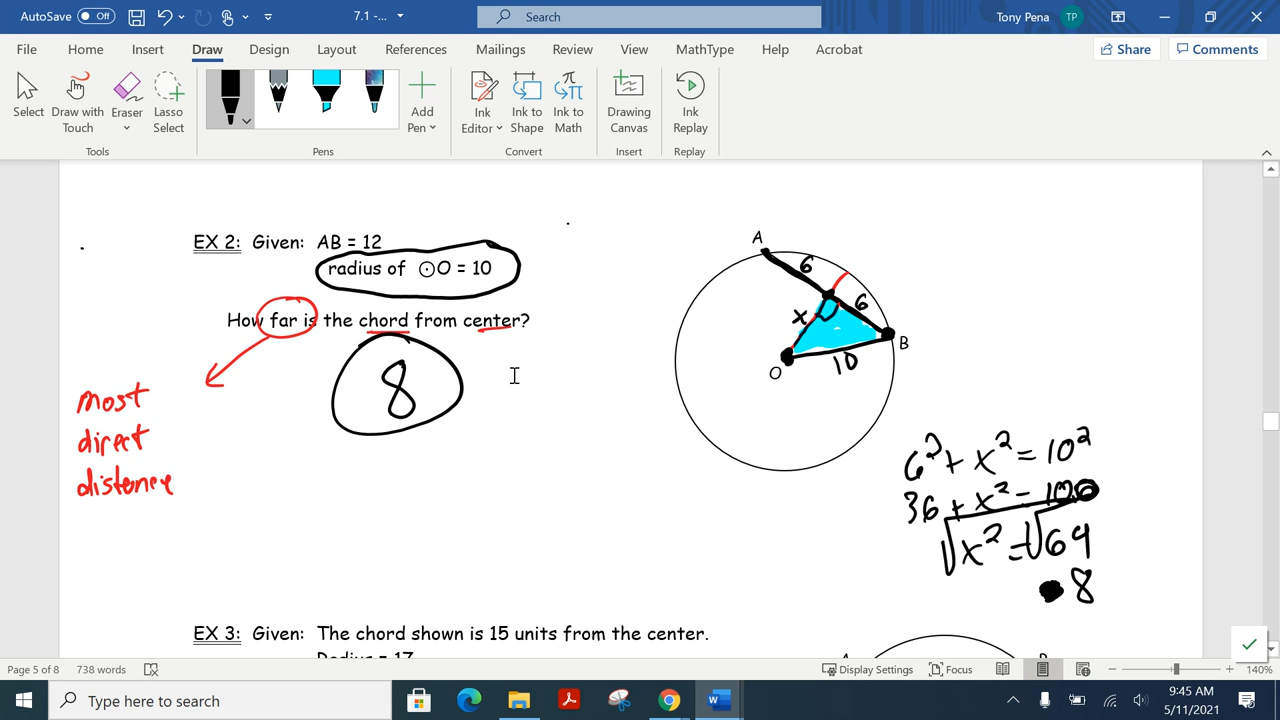 AutoSave Off 7.1 -... Search Tony Pena TP
File Home Insert Draw Design Layout References Mailings Review View MathType Help Acrobat Share Comments
Select Draw with Touch Eraser Lasso Select Add Pen Ink Editor Ink to Shape Ink to Math Drawing Canvas Ink Replay
Tools Pens Convert Insert Replay
EX 2: Given: AB = 12
radius of ⊙O = 10
How far is the chord from center?
8
most
direct
distance
A
6
6
x
B
10
O
6² + x² = 10²
36 + x² = 100
√x² = √64
8
EX 3: Given: The chord shown is 15 units from the center.
Radius = 17
A B
Page 5 of 8 738 words Display Settings Focus 140%
Type here to search 9:45 AM
5/11/2021